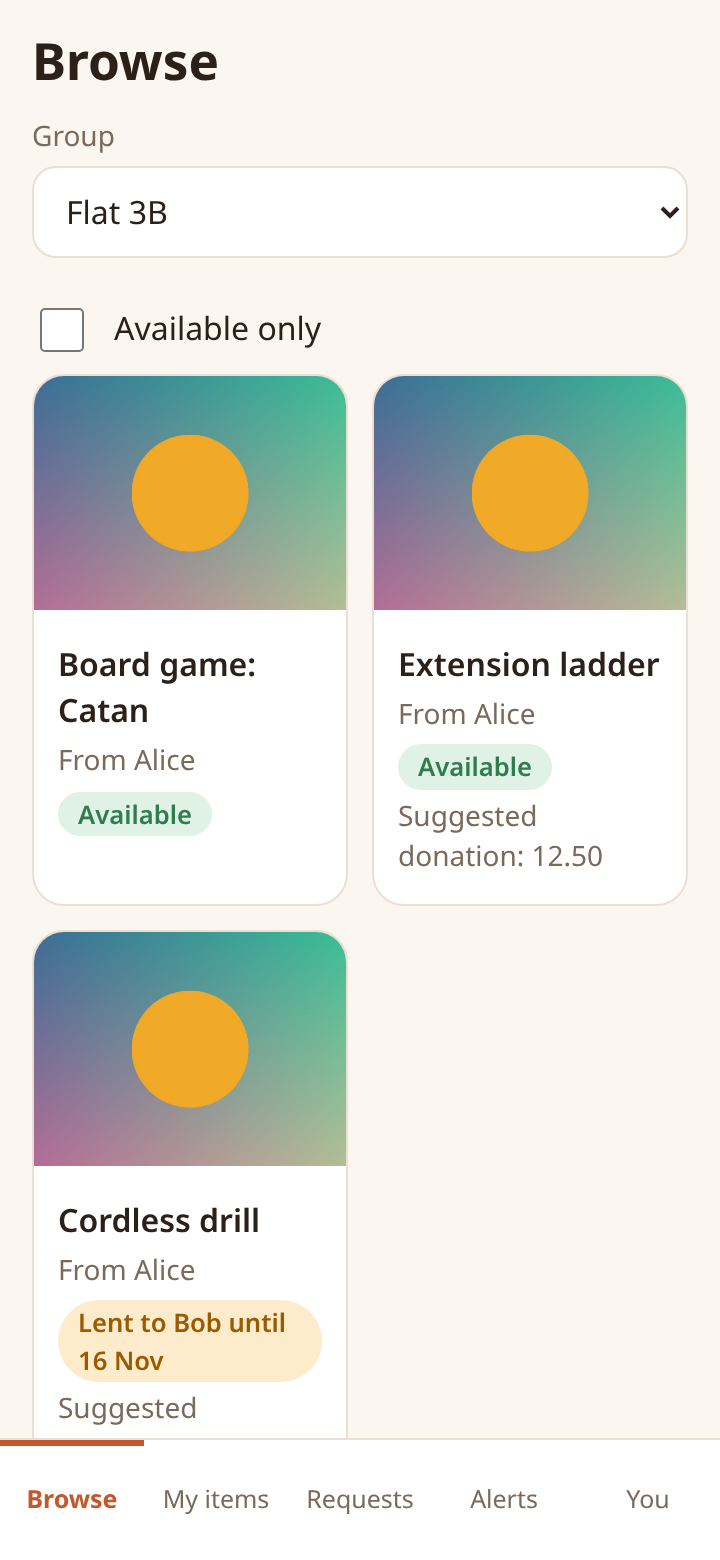 Browse
Group
Flat 3B
Available only
Board game:
Catan
From Alice
Available
Extension ladder
From Alice
Available
Suggested
donation: 12.50
Cordless drill
From Alice
Lent to Bob until
16 Nov
Suggested
Browse
My items
Requests
Alerts
You